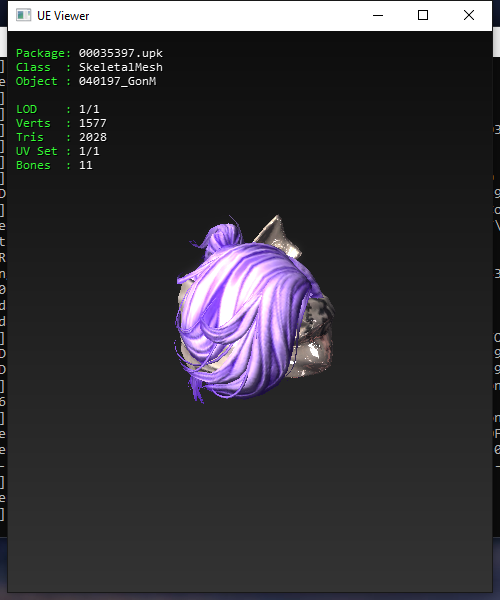 UE Viewer
Package: 00035397.upk
Class : SkeletalMesh
Object : 040197_GonM
LOD : 1/1
Verts : 1577
Tris : 2028
UV Set : 1/1
Bones : 11